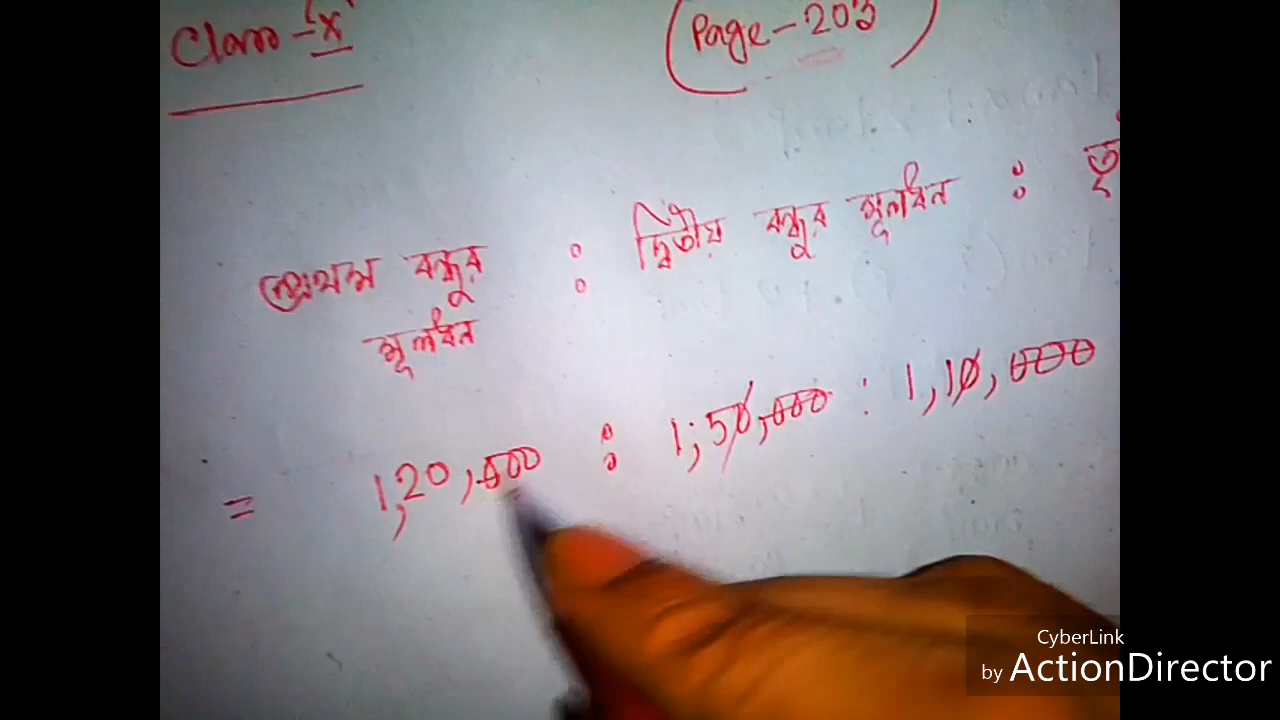 Class - 'X'
(Page - 203)
প্রথম বন্ধুর মূলধন : দ্বিতীয় বন্ধুর মূলধন : তৃ
= 1,20,000 : 1,50,000 : 1,10,000
CyberLink
by ActionDirector